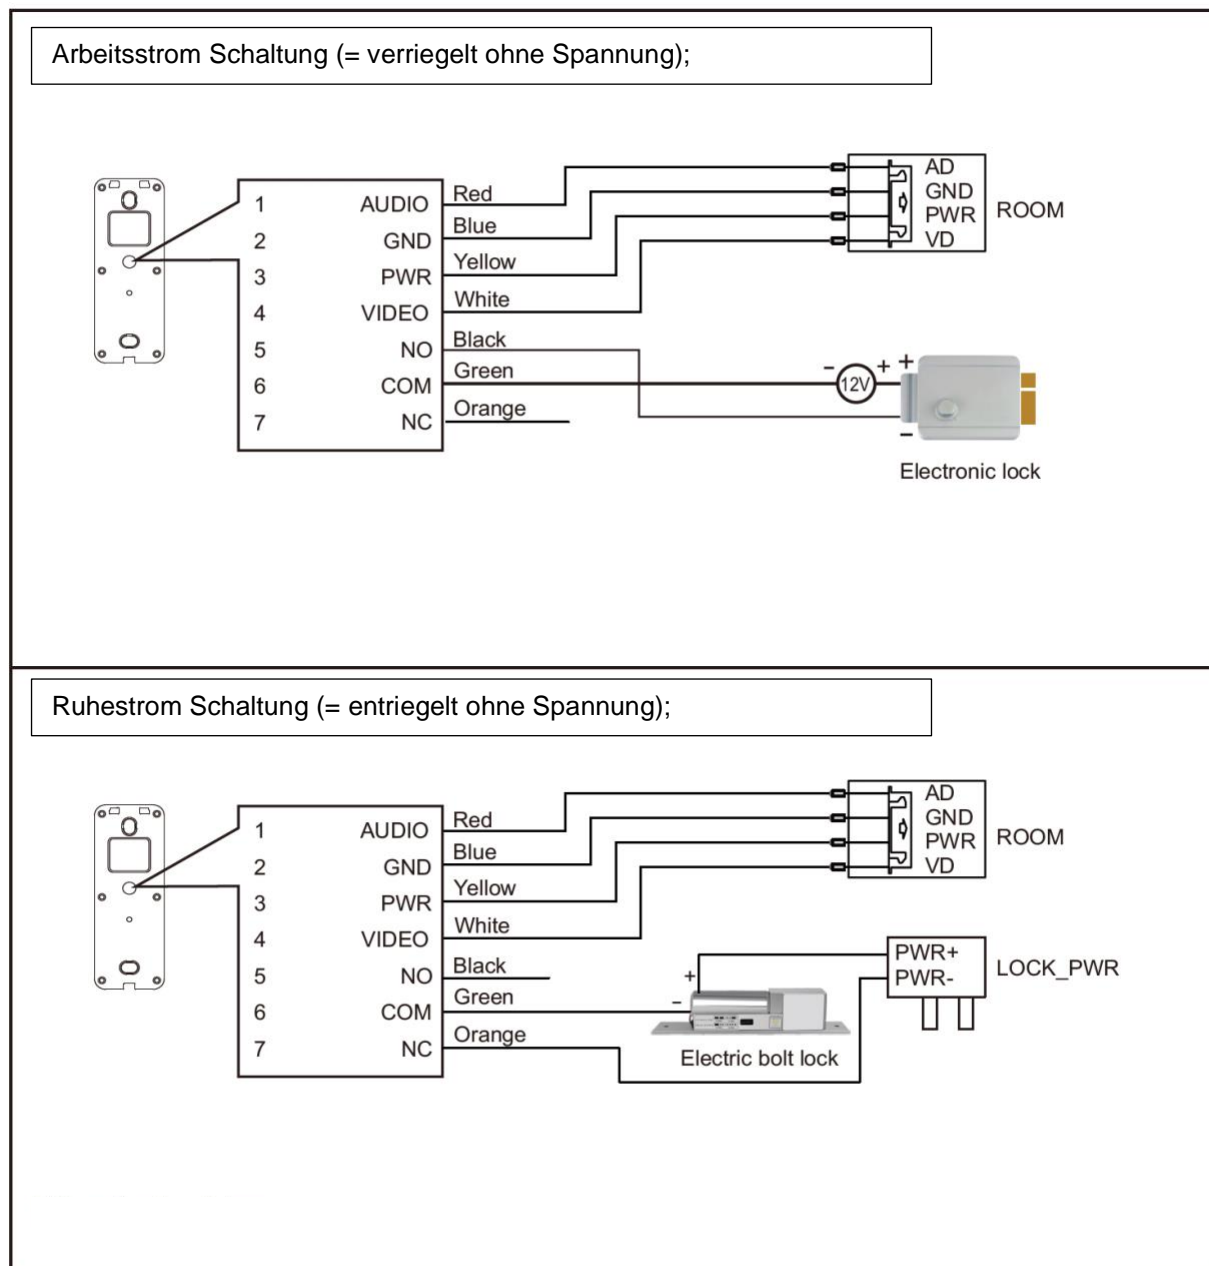 Arbeitsstrom Schaltung (= verriegelt ohne Spannung);
1 AUDIO Red
2 GND Blue
3 PWR Yellow
4 VIDEO White
5 NO Black
6 COM Green
7 NC Orange
AD
GND
PWR
VD
ROOM
- 12V + +
-
Electronic lock
Ruhestrom Schaltung (= entriegelt ohne Spannung);
1 AUDIO Red
2 GND Blue
3 PWR Yellow
4 VIDEO White
5 NO Black
6 COM Green
7 NC Orange
AD
GND
PWR
VD
ROOM
+
-
Electric bolt lock
PWR+
PWR-
LOCK_PWR